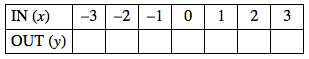 IN (x) –3 –2 –1 0 1 2 3
OUT (y)